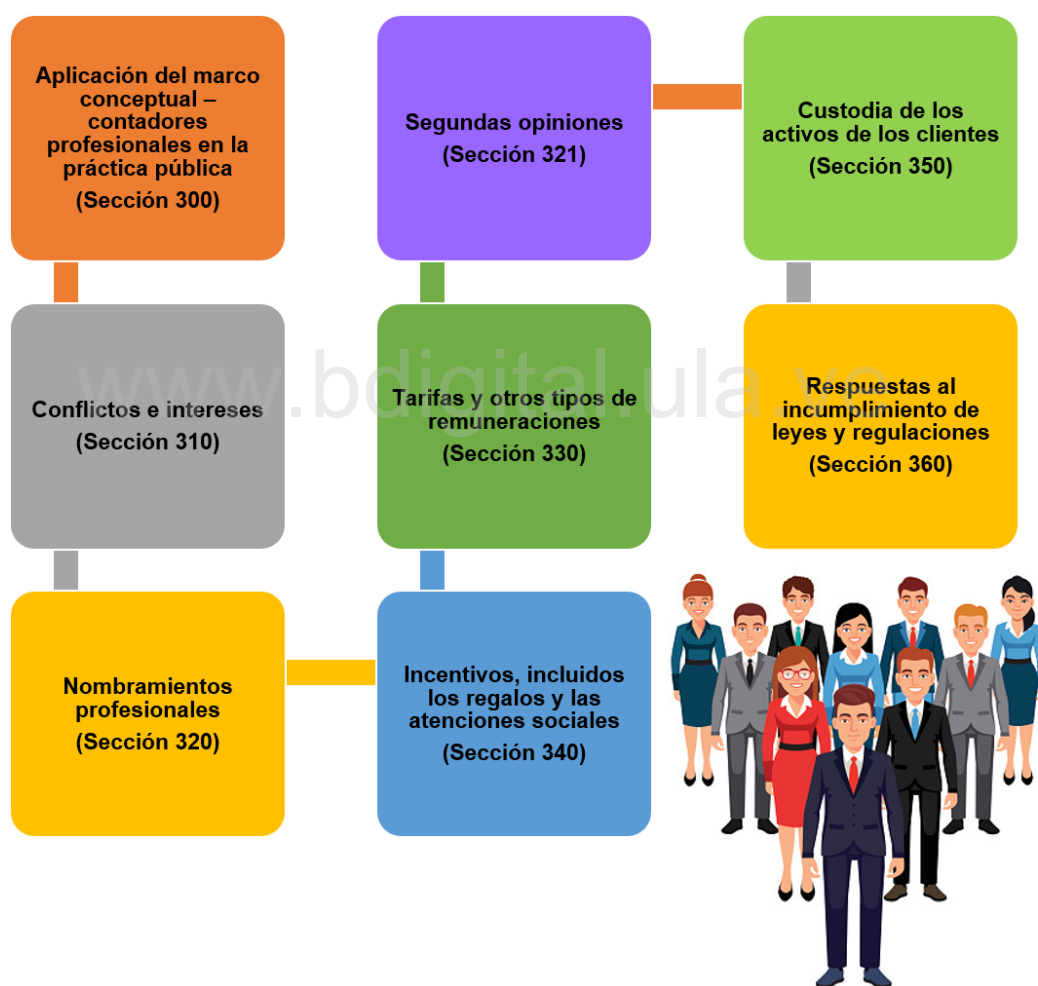 Aplicación del marco
conceptual –
contadores
profesionales en la
práctica pública
(Sección 300)
Conflictos e intereses
(Sección 310)
Nombramientos
profesionales
(Sección 320)
Incentivos, incluidos
los regalos y las
atenciones sociales
(Sección 340)
Tarifas y otros tipos de
remuneraciones
(Sección 330)
Segundas opiniones
(Sección 321)
Custodia de los
activos de los clientes
(Sección 350)
Respuestas al
incumplimiento de
leyes y regulaciones
(Sección 360)
www.bdigital.ula.ve